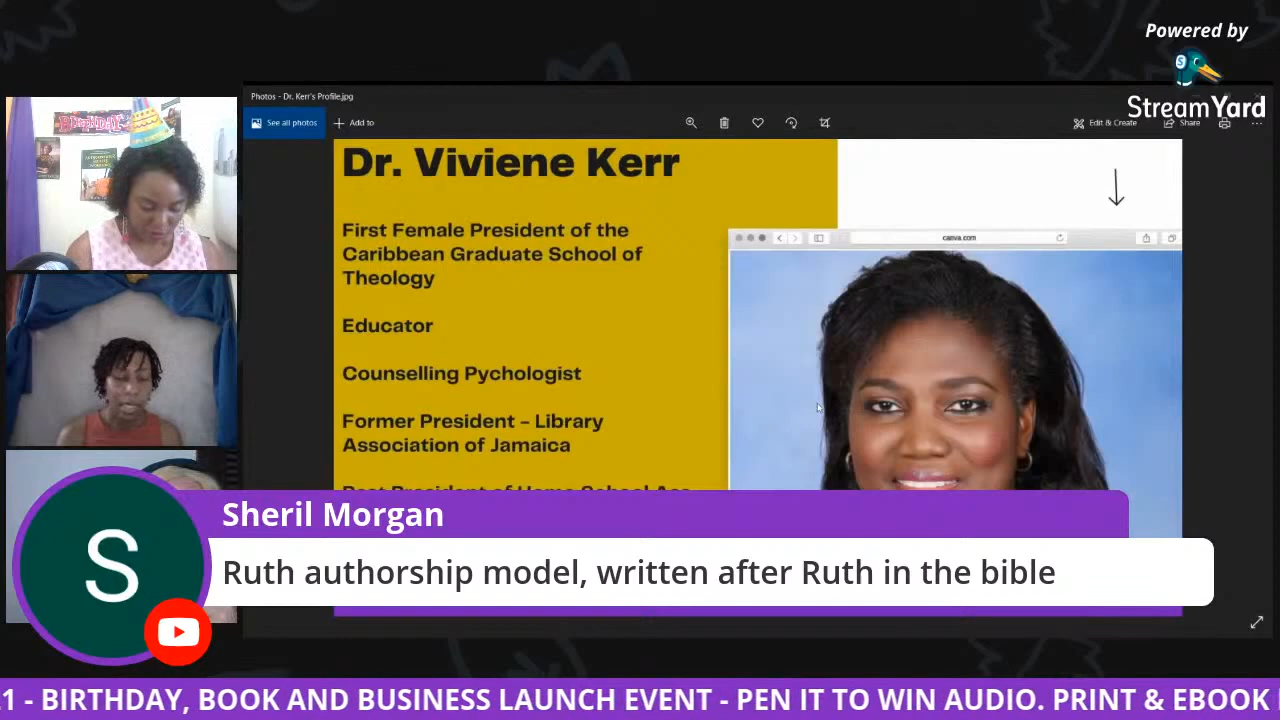 Powered by
StreamYard
Photos - Dr. Kerr's Profile.jpg
See all photos
Add to
Edit & Create
Share
BIRTHDAY
Dr. Viviene Kerr
First Female President of the
Caribbean Graduate School of
Theology
Educator
Counselling Pychologist
Former President - Library
Association of Jamaica
canva.com
Sheril Morgan
S
Ruth authorship model, written after Ruth in the bible
1 - BIRTHDAY, BOOK AND BUSINESS LAUNCH EVENT - PEN IT TO WIN AUDIO. PRINT & EBOOK